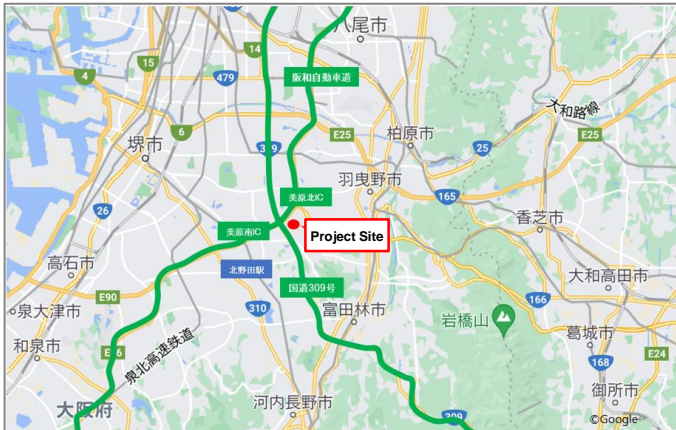 八尾市
14
15
4
阪和自動車道
479
大和路線
6
E25
柏原市
E25
堺市
309
25
羽曳野市
美原北IC
165
26
香芝市
美原南IC
Project Site
高石市
北野田駅
大和高田市
E90
国道309号
166
310
泉大津市
富田林市
岩橋山
葛城市
和泉市
泉北高速鉄道
E24
168
御所市
大阪府
河内長野市
309
©Google